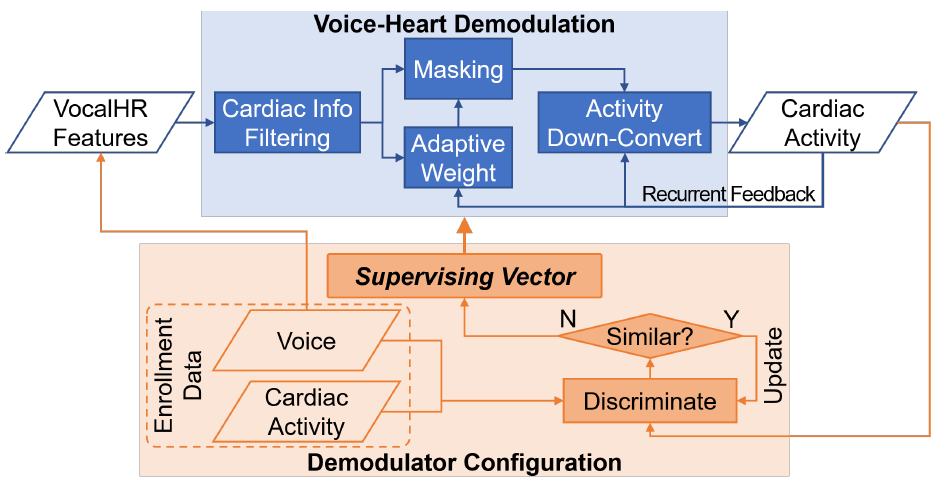 Voice-Heart Demodulation
VocalHR
Features
Cardiac Info
Filtering
Masking
Adaptive
Weight
Activity
Down-Convert
Cardiac
Activity
Recurrent Feedback
Supervising Vector
Enrollment
Data
Voice
Cardiac
Activity
N
Similar?
Y
Update
Discriminate
Demodulator Configuration